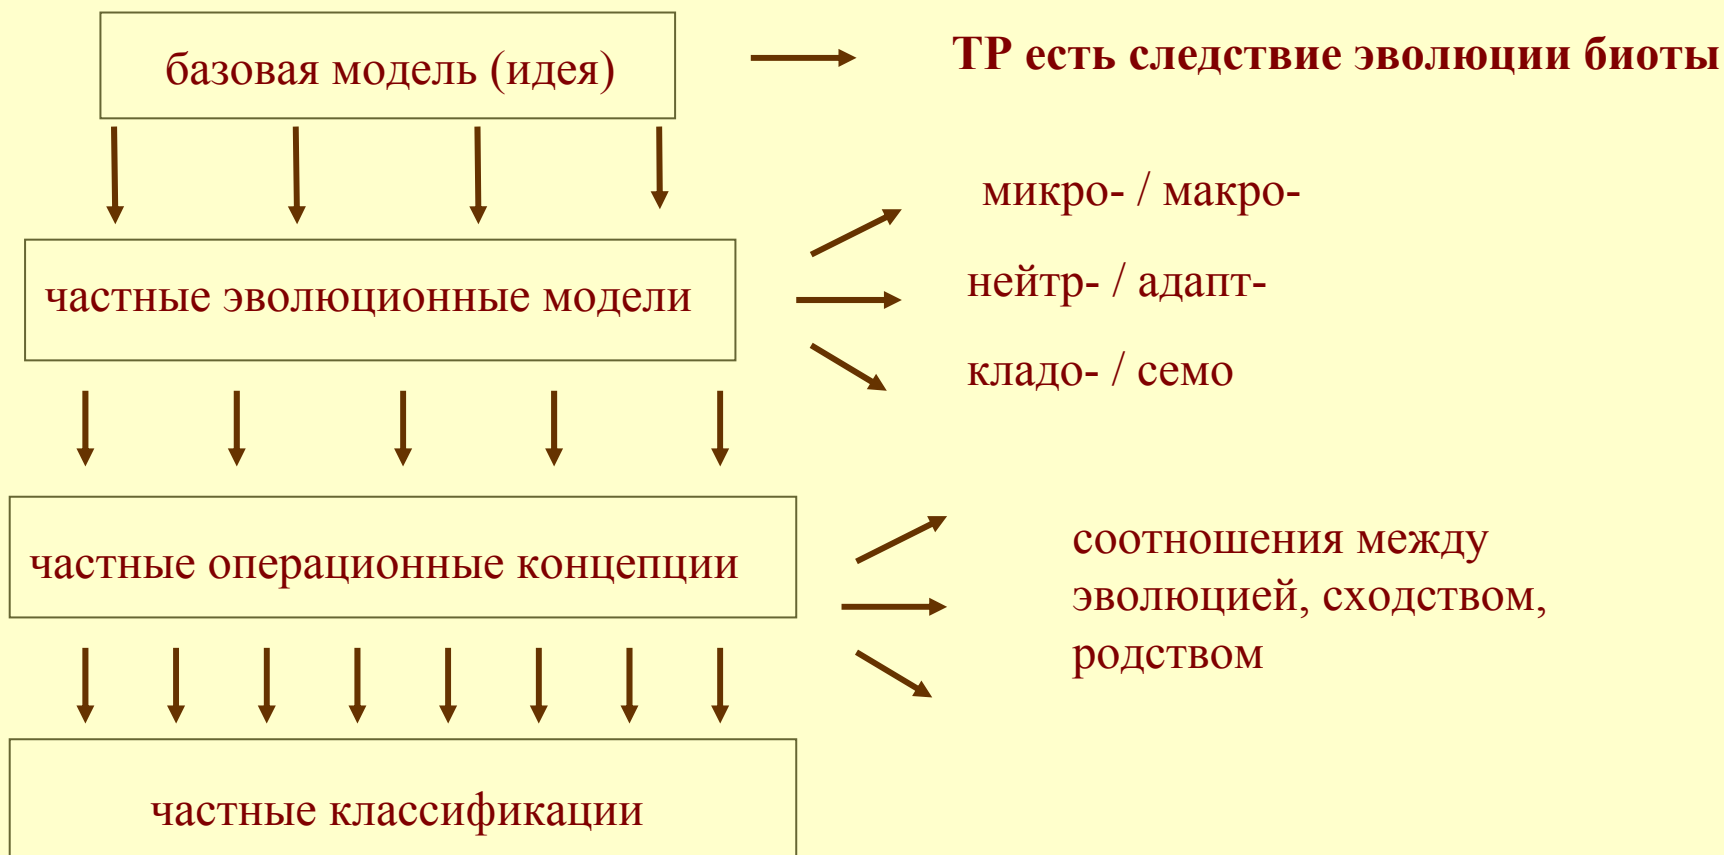 базовая модель (идея)
ТР есть следствие эволюции биоты
микро- / макро-
частные эволюционные модели
нейтр- / адапт-
кладо- / семо
частные операционные концепции
соотношения между
эволюцией, сходством,
родством
частные классификации